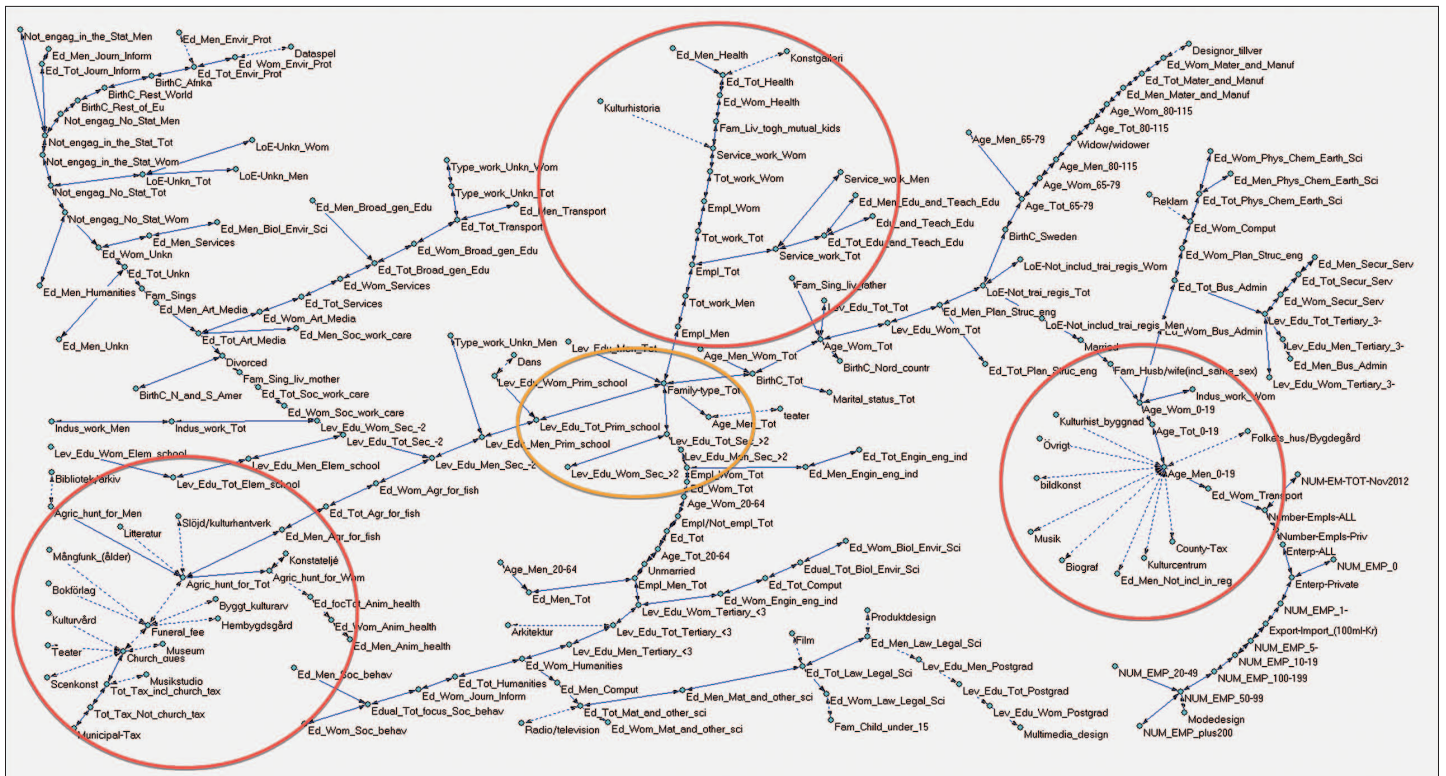 Not_engag_in_the_Stat_Men
Ed_Men_Journ_Inform
Ed_Tot_Journ_Inform
Ed_Men_Envir_Prot
Dataspel
Ed_Wom_Envir_Prot
Ed_Tot_Envir_Prot
BirthC_Afrika
BirthC_Rest_World
BirthC_Rest_of_Eu
Not_engag_No_Stat_Men
Not_engag_in_the_Stat_Tot
Not_engag_in_the_Stat_Wom
LoE-Unkn_Wom
LoE-Unkn_Tot
LoE-Unkn_Men
Not_engag_No_Stat_Tot
Not_engag_No_Stat_Wom
Ed_Men_Biol_Envir_Sci
Ed_Men_Services
Ed_Wom_Unkn
Ed_Tot_Unkn
Ed_Men_Humanities
Fam_Sings
Ed_Men_Art_Media
Ed_Men_Unkn
Type_work_Unkn_Wom
Type_work_Unkn_Tot
Ed_Men_Broad_gen_Edu
Ed_Men_Transport
Ed_Tot_Transport
Ed_Wom_Broad_gen_Edu
Ed_Tot_Broad_gen_Edu
Ed_Wom_Services
Ed_Tot_Services
Ed_Wom_Art_Media
Ed_Men_Soc_work_care
Ed_Tot_Art_Media
Divorced
Fam_Sing_liv_mother
BirthC_N_and_S_Amer
Ed_Tot_Soc_work_care
Ed_Wom_Soc_work_care
Indus_work_Men
Indus_work_Tot
Lev_Edu_Wom_Sec_-2
Lev_Edu_Tot_Sec_-2
Lev_Edu_Wom_Elem_school
Lev_Edu_Men_Elem_school
Lev_Edu_Men_Sec_-2
Lev_Edu_Tot_Elem_school
Ed_Men_Health
Konstgalleri
Ed_Tot_Health
Ed_Wom_Health
Kulturhistoria
Fam_Liv_togh_mutual_kids
Service_work_Wom
Tot_work_Wom
Service_work_Men
Empl_Wom
Ed_Men_Edu_and_Teach_Edu
Edu_and_Teach_Edu
Tot_work_Tot
Ed_Tot_Edu_and_Teach_Edu
Service_work_Tot
Empl_Tot
Tot_work_Men
Empl_Men
Fam_Sing_liv_father
Lev_Edu_Tot_Tot
Lev_Edu_Wom_Tot
Age_Wom_Tot
BirthC_Nord_countr
Type_work_Unkn_Men
Lev_Edu_Men_Tot
Age_Men_Wom_Tot
Dans
Lev_Edu_Wom_Prim_school
Family-type_Tot
BirthC_Tot
Marital_status_Tot
teater
Age_Men_Tot
Lev_Edu_Tot_Prim_school
Lev_Edu_Men_Prim_school
Lev_Edu_Tot_Sec_>2
Lev_Edu_Men_Sec_>2
Lev_Edu_Wom_Sec_>2
Empl_Wom_Tot
Ed_Tot_Engin_eng_ind
Ed_Men_Engin_eng_ind
Ed_Wom_Tot
Age_Wom_20-64
Empl/Not_empl_Tot
Ed_Tot
Age_Tot_20-64
Unmarried
Age_Men_20-64
Empl_Men_Tot
Ed_Men_Tot
Ed_Wom_Biol_Envir_Sci
Edual_Tot_Biol_Envir_Sci
Ed_Tot_Comput
Ed_Wom_Engin_eng_ind
Lev_Edu_Wom_Tertiary_<3
Arkitektur
Lev_Edu_Tot_Tertiary_<3
Lev_Edu_Men_Tertiary_<3
Ed_Wom_Humanities
Ed_Tot_Humanities
Ed_Men_Comput
Ed_Wom_Journ_Inform
Edual_Tot_focus_Soc_behav
Ed_Men_Soc_behav
Ed_Wom_Soc_behav
Ed_Tot_Mat_and_other_sci
Radio/television
Ed_Wom_Mat_and_other_sci
Ed_Men_Mat_and_other_sci
Film
Produktdesign
Ed_Men_Law_Legal_Sci
Ed_Tot_Law_Legal_Sci
Ed_Wom_Law_Legal_Sci
Fam_Child_under_15
Lev_Edu_Men_Postgrad
Lev_Edu_Tot_Postgrad
Lev_Edu_Wom_Postgrad
Multimedia_design
Designor_tillver
Ed_Wom_Mater_and_Manuf
Ed_Tot_Mater_and_Manuf
Ed_Men_Mater_and_Manuf
Age_Wom_80-115
Age_Tot_80-115
Widow/widower
Age_Men_80-115
Age_Men_65-79
Age_Wom_65-79
Age_Tot_65-79
BirthC_Sweden
LoE-Not_includ_trai_regis_Wom
LoE-Not_trai_regis_Tot
Ed_Men_Plan_Struc_eng
LoE-Not_includ_trai_regis_Men
Ed_Tot_Plan_Struc_eng
Married
Fam_Husb/wife(incl_same_sex)
Ed_Wom_Phys_Chem_Earth_Sci
Ed_Men_Phys_Chem_Earth_Sci
Reklam
Ed_Tot_Phys_Chem_Earth_Sci
Ed_Wom_Comput
Ed_Wom_Plan_Struc_eng
Ed_Tot_Bus_Admin
Ed_Men_Secur_Serv
Ed_Tot_Secur_Serv
Ed_Wom_Secur_Serv
Lev_Edu_Tot_Tertiary_3-
Ed_Wom_Bus_Admin
Lev_Edu_Men_Tertiary_3-
Ed_Men_Bus_Admin
Lev_Edu_Wom_Tertiary_3-
Indus_work_Wom
Age_Wom_0-19
Kulturhist_byggnad
Age_Tot_0-19
Övrigt
Folkets_hus/Bygdegård
bildkonst
Age_Men_0-19
NUM-EM-TOT-Nov2012
Ed_Wom_Transport
Musik
Number-Empls-ALL
Number-Empls-Priv
County-Tax
Biograf
Kulturcentrum
Ed_Men_Not_incl_in_reg
Enterp-ALL
NUM_EMP_0
Enterp-Private
NUM_EMP_1-
Export-Import_(100ml-Kr)
NUM_EMP_5-
NUM_EMP_10-19
NUM_EMP_20-49
NUM_EMP_100-199
NUM_EMP_50-99
Modedesign
NUM_EMP_plus200
Ed_Wom_Agr_for_fish
Ed_Tot_Agr_for_fish
Ed_Men_Agr_for_fish
Agric_hunt_for_Men
Litteratur
Slöjd/kulturhantverk
Mångfunk_(ålder)
Konstateljé
Agric_hunt_for_Tot
Agric_hunt_for_Wom
Bokförlag
Byggt_kulturarv
Ed_focTot_Anim_health
Kulturvård
Funeral_fee
Hembygdsgård
Ed_Wom_Anim_health
Ed_Men_Anim_health
Teater
Museum
Church_dues
Scenkonst
Musikstudio
Tot_Tax_incl_church_tax
Tot_Tax_Not_church_tax
Municipal-Tax